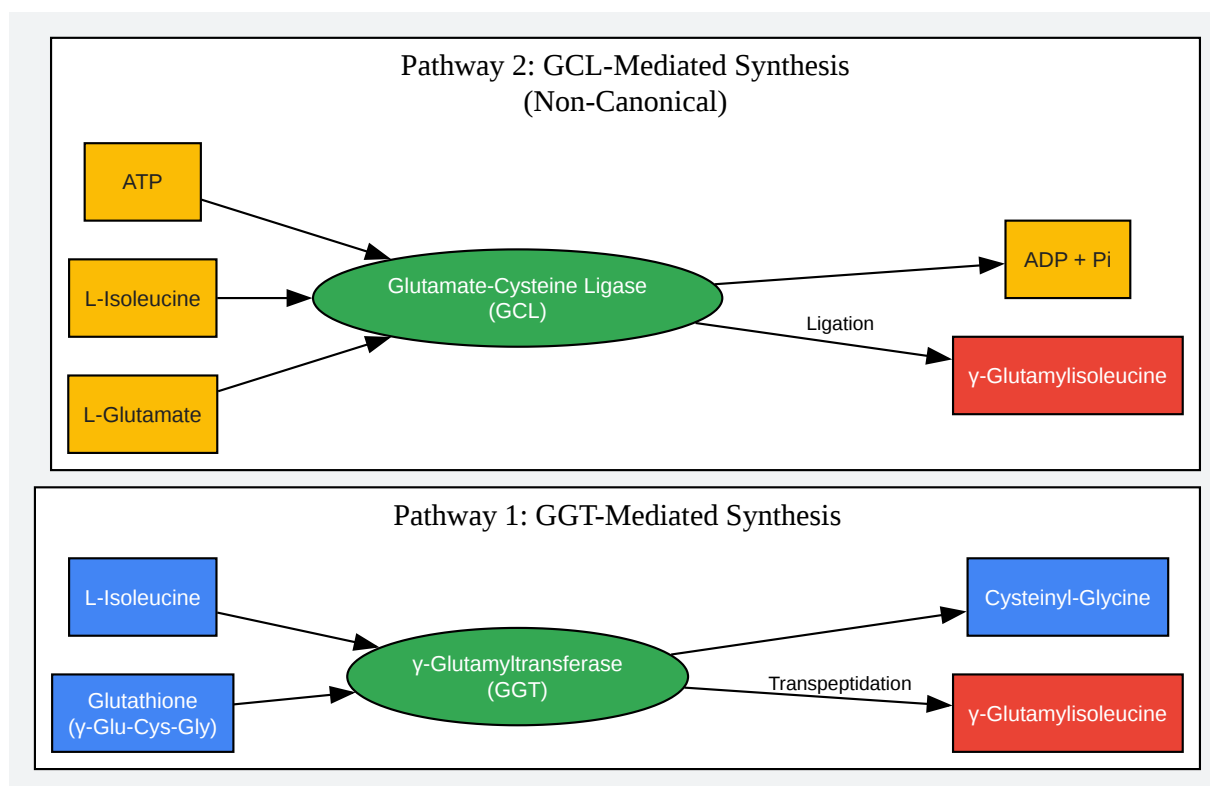 Pathway 2: GCL-Mediated Synthesis
(Non-Canonical)
ATP
L-Isoleucine
L-Glutamate
Glutamate-Cysteine Ligase
(GCL)
Ligation
ADP + Pi
γ-Glutamylisoleucine
Pathway 1: GGT-Mediated Synthesis
L-Isoleucine
Glutathione
(γ-Glu-Cys-Gly)
γ-Glutamyltransferase
(GGT)
Transpeptidation
Cysteinyl-Glycine
γ-Glutamylisoleucine